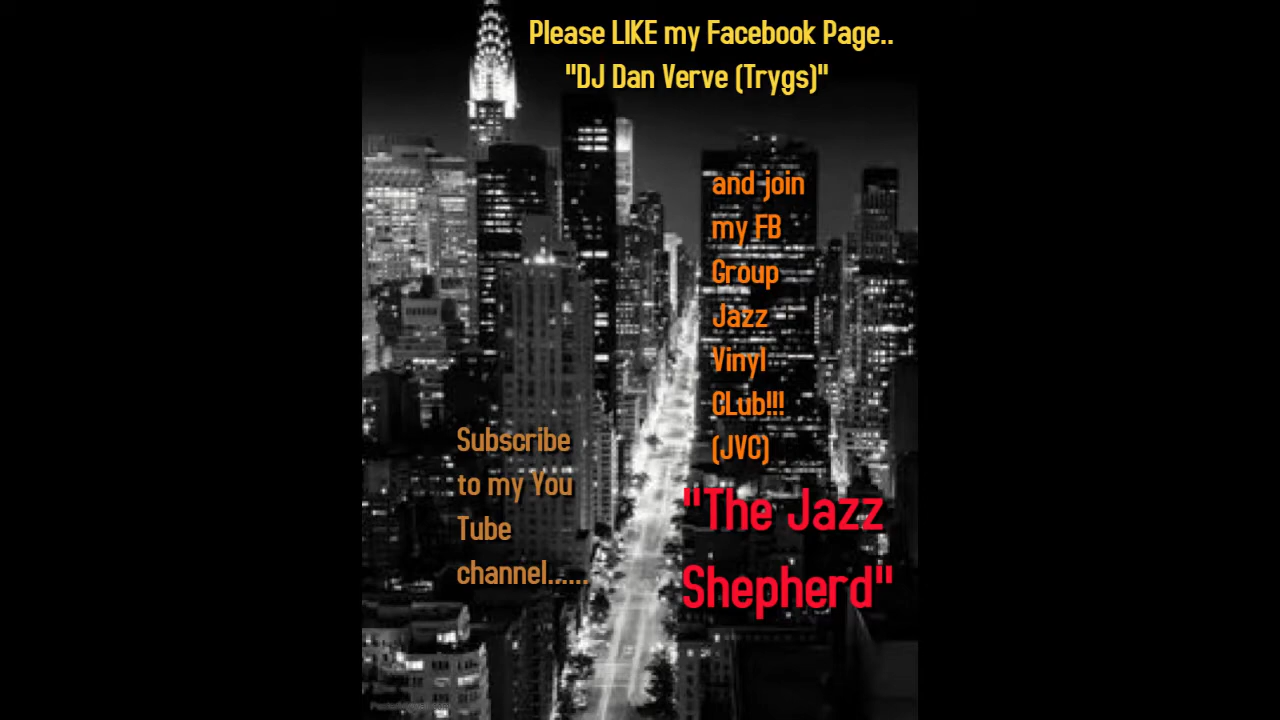 Please LIKE my Facebook Page..
"DJ Dan Verve (Trygs)"
and join
my FB
Group
Jazz
Vinyl
CLub!!!
(JVC)
Subscribe
to my You
Tube
channel......
"The Jazz
Shepherd"